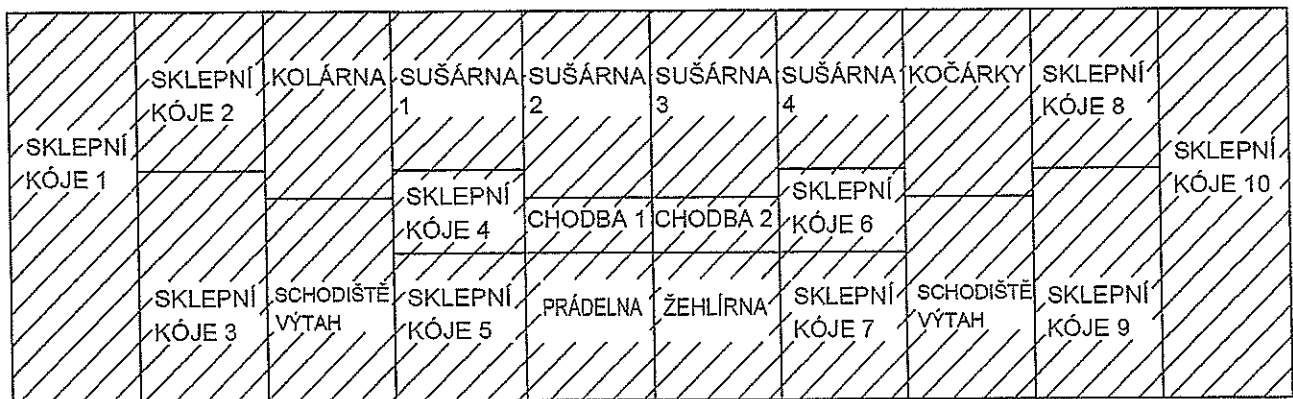 SKLEPNÍ
KÓJE 1
SKLEPNÍ
KÓJE 2
SKLEPNÍ
KÓJE 3
KOLÁRNA
SCHODIŠTĚ
VÝTAH
SUŠÁRNA
1
SKLEPNÍ
KÓJE 4
SKLEPNÍ
KÓJE 5
SUŠÁRNA
2
CHODBA 1
PRÁDELNA
SUŠÁRNA
3
CHODBA 2
ŽEHLÍRNA
SUŠÁRNA
4
SKLEPNÍ
KÓJE 6
SKLEPNÍ
KÓJE 7
KOČÁRKY
SCHODIŠTĚ
VÝTAH
SKLEPNÍ
KÓJE 8
SKLEPNÍ
KÓJE 9
SKLEPNÍ
KÓJE 10